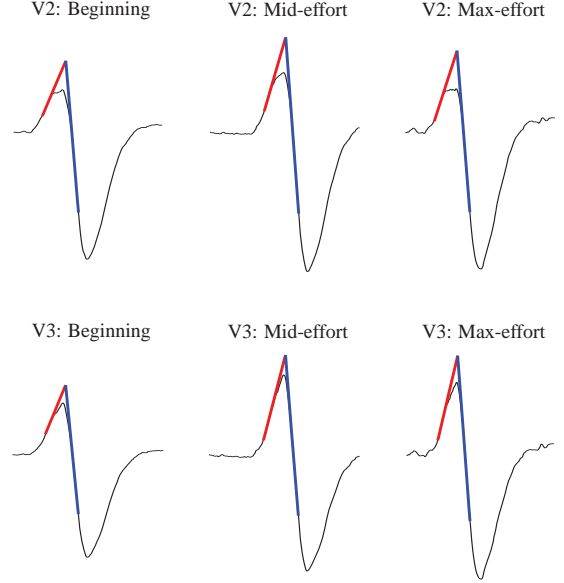 V2: Beginning
V2: Mid-effort
V2: Max-effort
V3: Beginning
V3: Mid-effort
V3: Max-effort